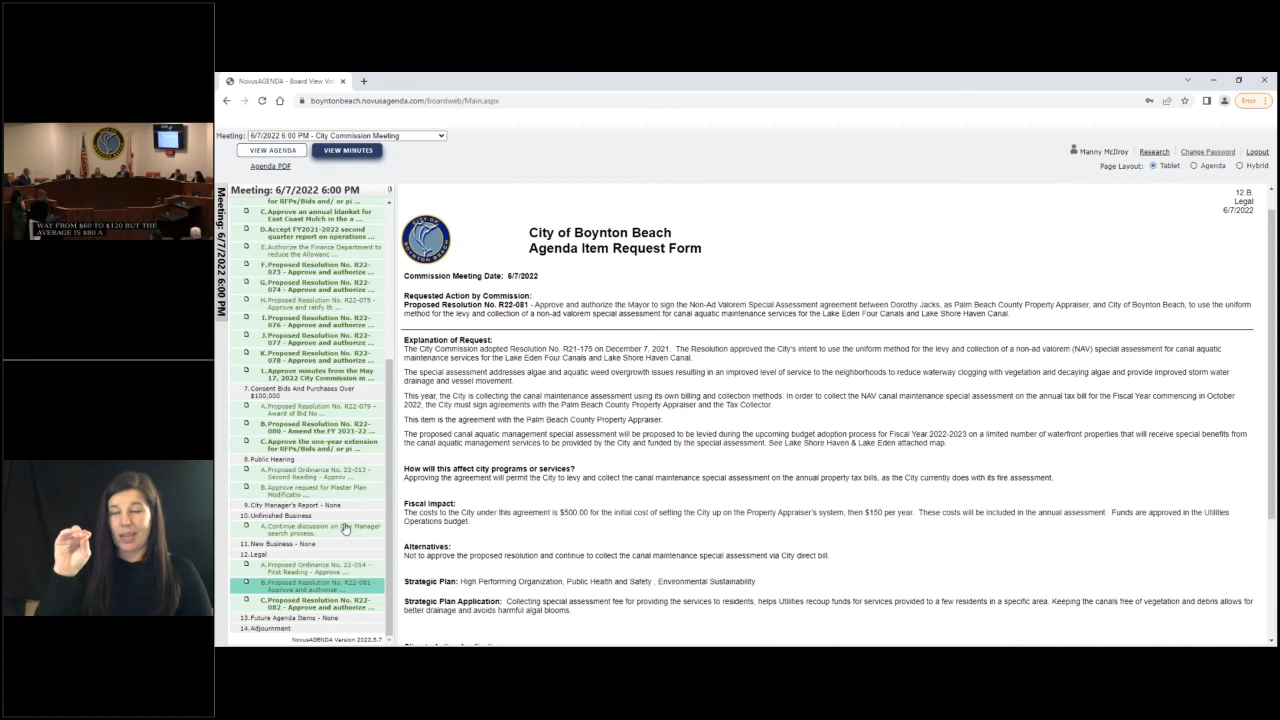 WAY FROM $60 TO $120 BUT THE
AVERAGE IS $80 A
NovusAGENDA - Board View Vo
boyntonbeach.novusagenda.com/boardweb/Main.aspx
Error
Meeting: 6/7/2022 6:00 PM - City Commission Meeting
VIEW AGENDA VIEW MINUTES
Agenda PDF
Manny McIlroy Research Change Password Logout
Page Layout: Tablet Agenda Hybrid
Meeting: 6/7/2022 6:00 PM
Meeting: 6/7/2022 6:00 PM
for RFPs/Bids and/ or pi ...
C.Approve an annual blanket for
East Coast Mulch in the a ...
D.Accept FY2021-2022 second
quarter report on operations ...
E.Authorize the Finance Department to
reduce the Allowanc ...
F.Proposed Resolution No. R22-
073 - Approve and authorize ...
G.Proposed Resolution No. R22-
074 - Approve and authorize ...
H.Proposed Resolution No. R22-075 -
Approve and ratify th ...
I.Proposed Resolution No. R22-
076 - Approve and authorize ...
J.Proposed Resolution No. R22-
077 - Approve and authorize ...
K.Proposed Resolution No. R22-
078 - Approve and authorize ...
L.Approve minutes from the May
17, 2022 City Commission m ...
7.Consent Bids And Purchases Over
$100,000
A.Proposed Resolution No. R22-079 -
Award of Bid No ...
B.Proposed Resolution No. R22-
080 - Amend the FY 2021-22 ...
C.Approve the one-year extension
for RFPs/Bids and/ or pi ...
8.Public Hearing
A.Proposed Ordinance No. 22-013 -
Second Reading - Approv ...
B.Approve request for Master Plan
Modificatio ...
9.City Manager's Report - None
10.Unfinished Business
A.Continue discussion on City Manager
search process.
11.New Business - None
12.Legal
A.Proposed Ordinance No. 22-014 -
First Reading - Approve ...
B.Proposed Resolution No. R22-081 -
Approve and authorize ...
C.Proposed Resolution No. R22-
082 - Approve and authorize ...
13.Future Agenda Items - None
14.Adjournment
NovusAGENDA Version 2022.5.7
12.B.
Legal
6/7/2022
CITY OF
BOYNTON BEACH
City of Boynton Beach
Agenda Item Request Form
Commission Meeting Date: 6/7/2022
Requested Action by Commission:
Proposed Resolution No. R22-081 - Approve and authorize the Mayor to sign the Non-Ad Valorem Special Assessment agreement between Dorothy Jacks, as Palm Beach County Property Appraiser, and City of Boynton Beach, to use the uniform
method for the levy and collection of a non-ad valorem special assessment for canal aquatic maintenance services for the Lake Eden Four Canals and Lake Shore Haven Canal.
Explanation of Request:
The City Commission adopted Resolution No. R21-175 on December 7, 2021. The Resolution approved the City's intent to use the uniform method for the levy and collection of a non-ad valorem (NAV) special assessment for canal aquatic
maintenance services for the Lake Eden Four Canals and Lake Shore Haven Canal.
The special assessment addresses algae and aquatic weed overgrowth issues resulting in an improved level of service to the neighborhoods to reduce waterway clogging with vegetation and decaying algae and provide improved storm water
drainage and vessel movement.
This year, the City is collecting the canal maintenance assessment using its own billing and collection methods. In order to collect the NAV canal maintenance special assessment on the annual tax bill for the Fiscal Year commencing in October
2022, the City must sign agreements with the Palm Beach County Property Appraiser and the Tax Collector.
This item is the agreement with the Palm Beach County Property Appraiser.
The proposed canal aquatic management special assessment will be proposed to be levied during the upcoming budget adoption process for Fiscal Year 2022-2023 on a limited number of waterfront properties that will receive special benefits from
the canal aquatic management services to be provided by the City and funded by the special assessment. See Lake Shore Haven & Lake Eden attached map.
How will this affect city programs or services?
Approving the agreement will permit the City to levy and collect the canal maintenance special assessment on the annual property tax bills, as the City currently does with its fire assessment.
Fiscal Impact:
The costs to the City under this agreement is $500.00 for the initial cost of setting the City up on the Property Appraiser's system, then $150 per year. These costs will be included in the annual assessment. Funds are approved in the Utilities
Operations budget.
Alternatives:
Not to approve the proposed resolution and continue to collect the canal maintenance special assessment via City direct bill.
Strategic Plan: High Performing Organization, Public Health and Safety , Environmental Sustainability
Strategic Plan Application: Collecting special assessment fee for providing the services to residents, helps Utilities recoup funds for services provided to a few residents in a specific area. Keeping the canals free of vegetation and debris allows for
better drainage and avoids harmful algal blooms.